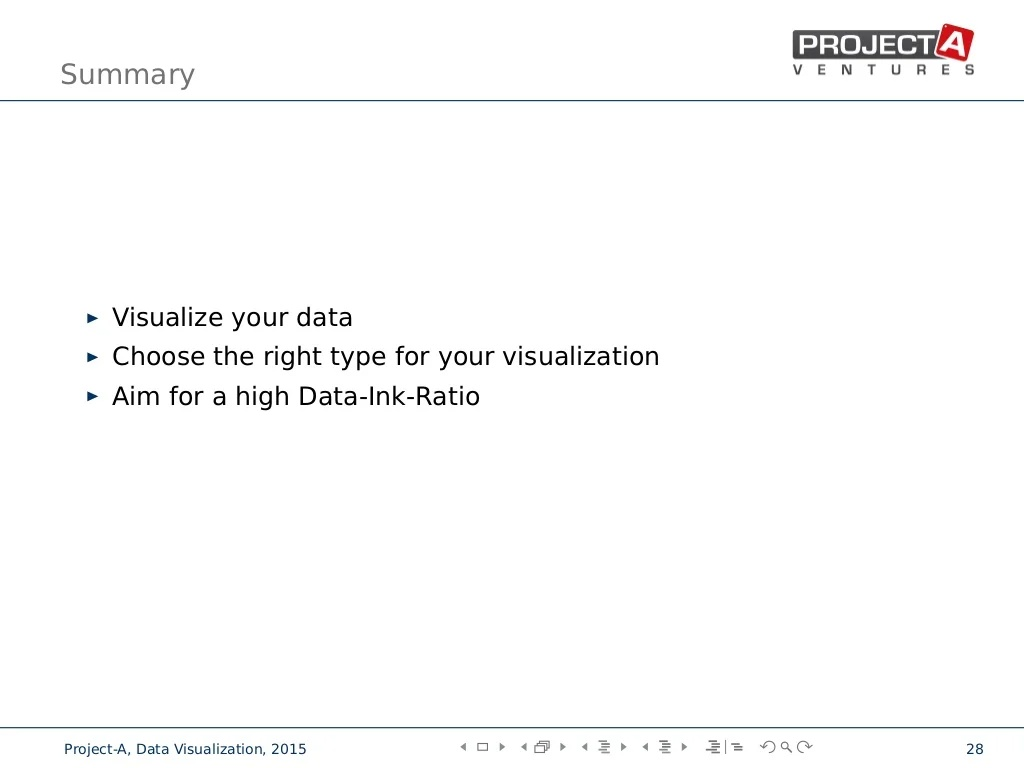 Summary
PROJECT A
VENTURES
► Visualize your data
► Choose the right type for your visualization
► Aim for a high Data-Ink-Ratio
Project-A, Data Visualization, 2015
28